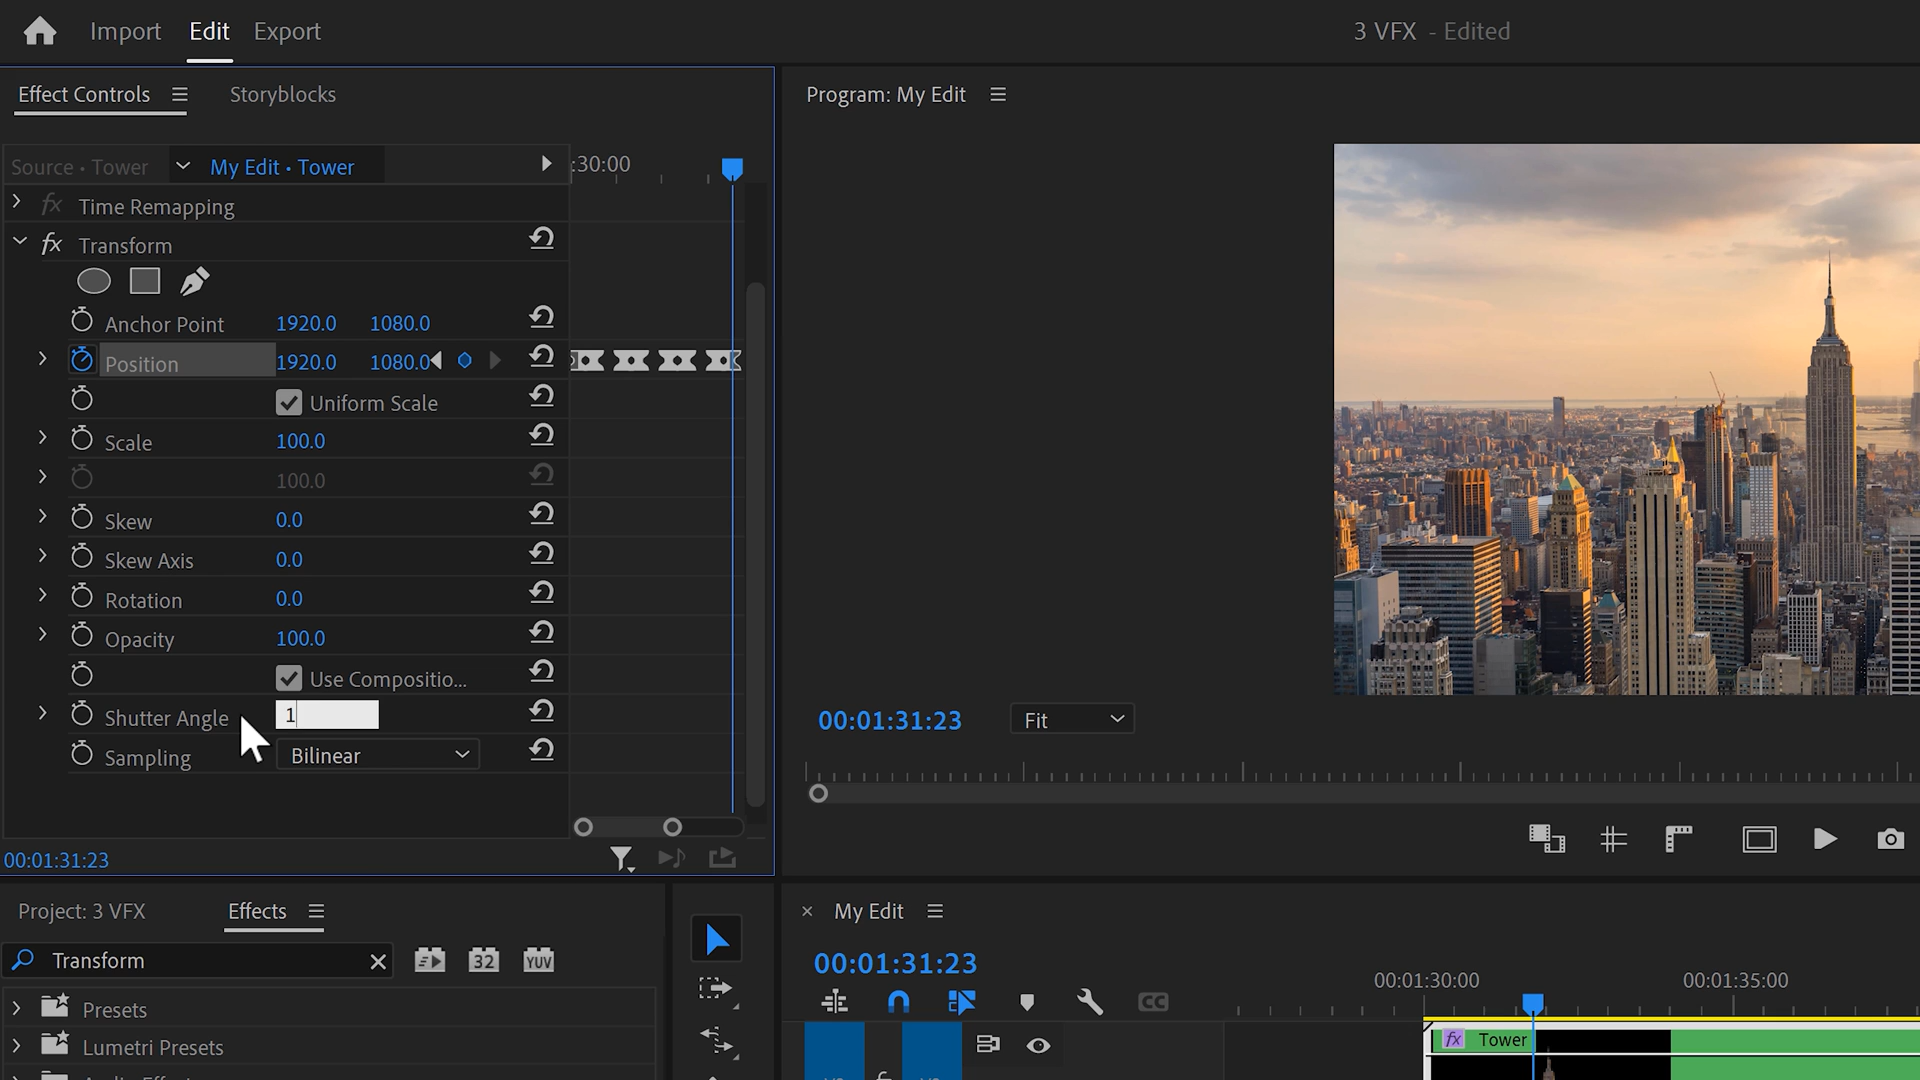 Import Edit Export
3 VFX - Edited
Effect Controls
Storyblocks
Source • Tower
My Edit • Tower
:30:00
fx Time Remapping
fx Transform
Anchor Point 1920.0 1080.0
Position 1920.0 1080.0
Uniform Scale
Scale 100.0
100.0
Skew 0.0
Skew Axis 0.0
Rotation 0.0
Opacity 100.0
Use Compositio...
Shutter Angle 1
Sampling Bilinear
00:01:31:23
Program: My Edit
00:01:31:23
Fit
Project: 3 VFX
Effects
Transform
32
YUV
Presets
Lumetri Presets
× My Edit
00:01:31:23
CC
00:01:30:00
00:01:35:00
fx Tower